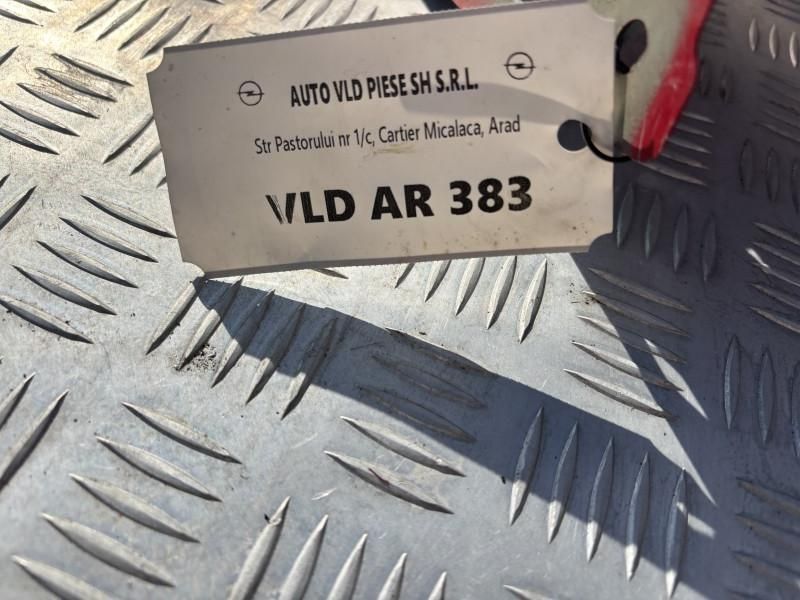 AUTO VLD PIESE SH S.R.L.
Str Pastorului nr 1/c, Cartier Micalaca, Arad
VLD AR 383